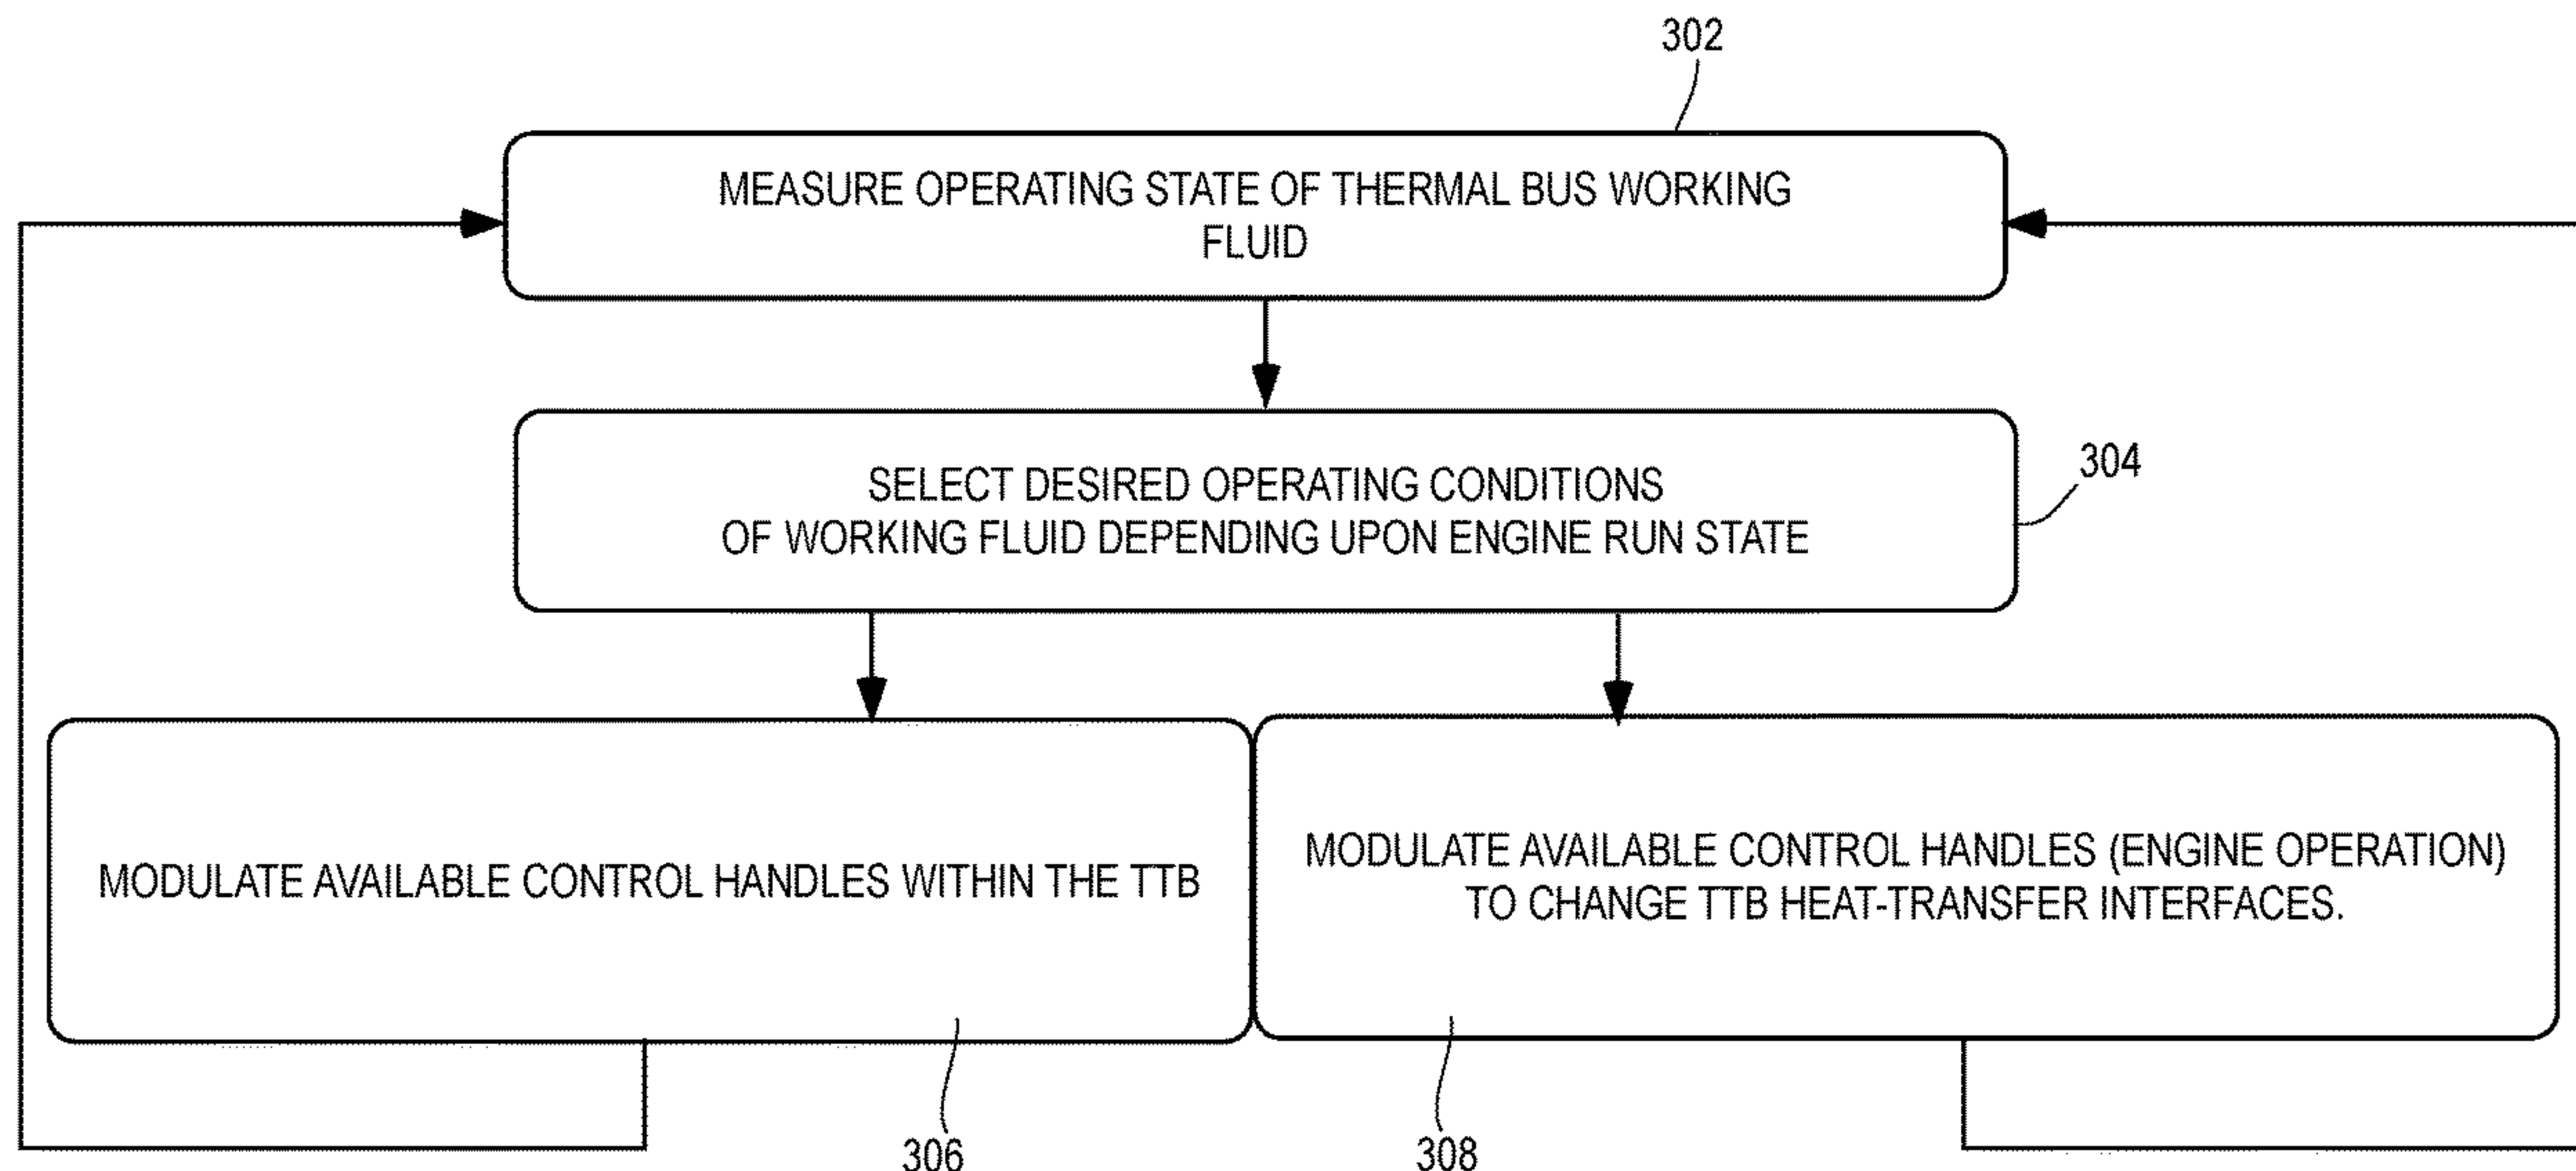 302
MEASURE OPERATING STATE OF THERMAL BUS WORKING
FLUID
SELECT DESIRED OPERATING CONDITIONS
OF WORKING FLUID DEPENDING UPON ENGINE RUN STATE
304
MODULATE AVAILABLE CONTROL HANDLES WITHIN THE TTB
MODULATE AVAILABLE CONTROL HANDLES (ENGINE OPERATION)
TO CHANGE TTB HEAT-TRANSFER INTERFACES.
306
308